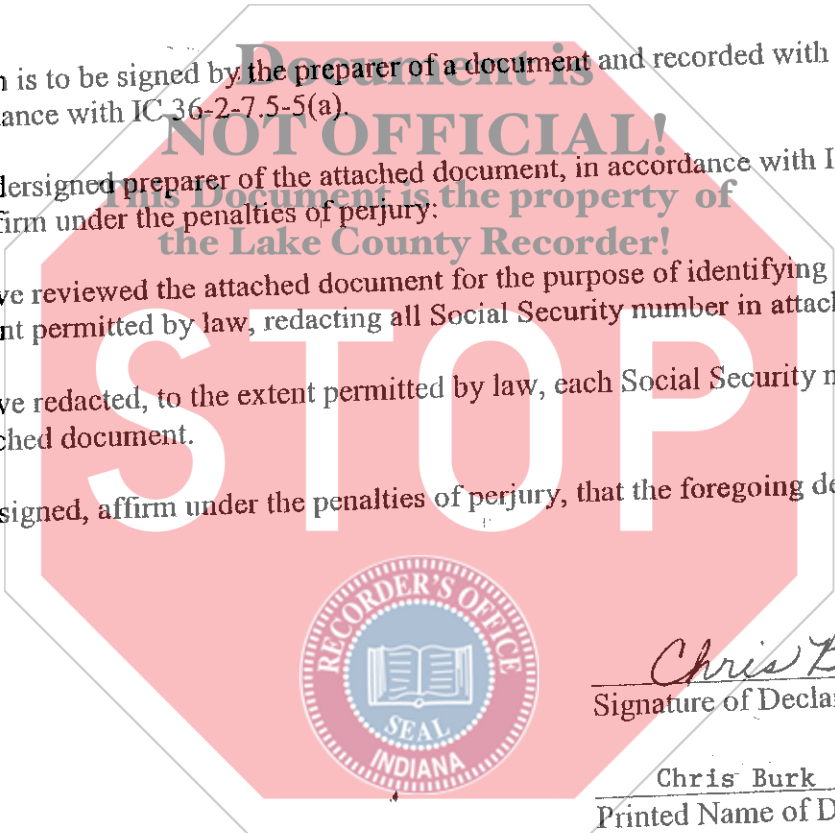 Document is
n is to be signed by the preparer of a document and recorded with
ance with IC 36-2-7.5-5(a).
NOT OFFICIAL!
dersigned preparer of the attached document, in accordance with I
This Document is the property of
firm under the penalties of perjury:
the Lake County Recorder!
ve reviewed the attached document for the purpose of identifying
nt permitted by law, redacting all Social Security number in attach
STOP
ve redacted, to the extent permitted by law, each Social Security n
ched document.
signed, affirm under the penalties of perjury, that the foregoing de
RECORDER'S OFFICE
SEAL
INDIANA
Chris B
Signature of Declar
Chris Burk
Printed Name of D